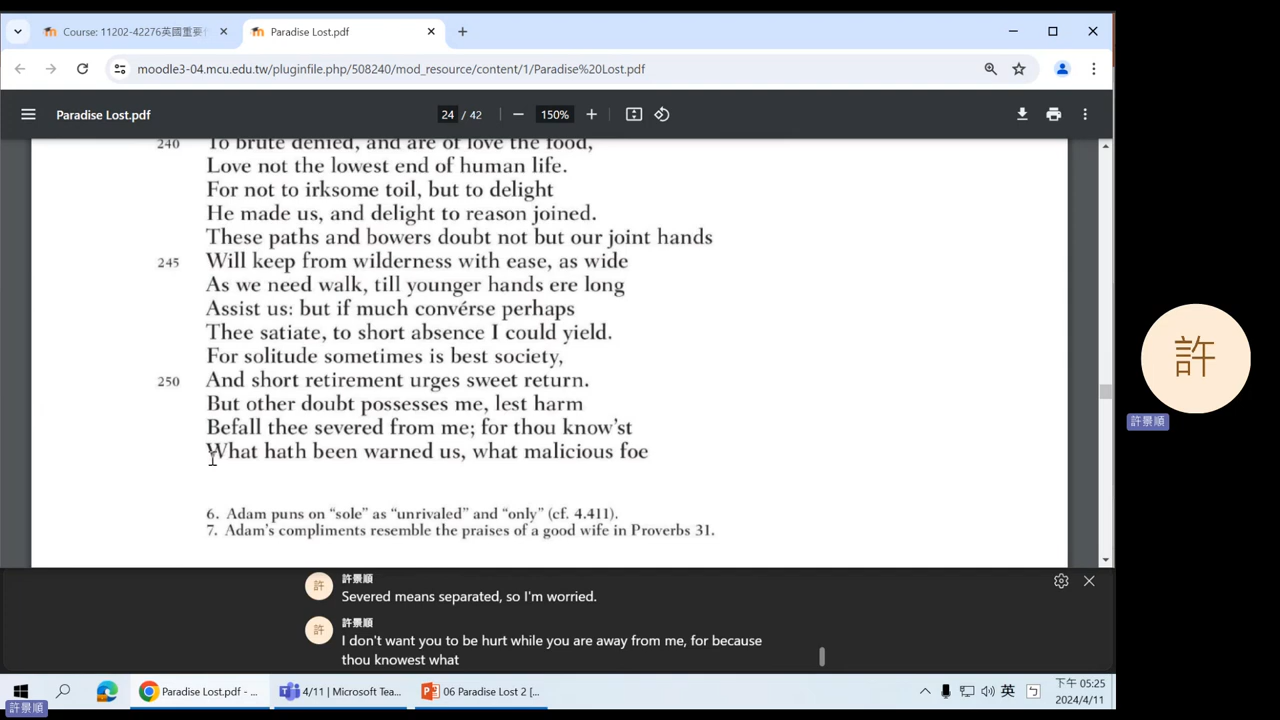 Course: 11202-42276英國重要
Paradise Lost.pdf
moodle3-04.mcu.edu.tw/pluginfile.php/508240/mod_resource/content/1/Paradise%20Lost.pdf
Paradise Lost.pdf
24 / 42
150%
240 To brute denied, and are of love the food,
Love not the lowest end of human life.
For not to irksome toil, but to delight
He made us, and delight to reason joined.
These paths and bowers doubt not but our joint hands
245 Will keep from wilderness with ease, as wide
As we need walk, till younger hands ere long
Assist us: but if much convérse perhaps
Thee satiate, to short absence I could yield.
For solitude sometimes is best society,
250 And short retirement urges sweet return.
But other doubt possesses me, lest harm
Befall thee severed from me; for thou know'st
What hath been warned us, what malicious foe
6. Adam puns on “sole” as “unrivaled” and “only” (cf. 4.411).
7. Adam's compliments resemble the praises of a good wife in Proverbs 31.
許
許景順
許
許景順
Severed means separated, so I'm worried.
許
許景順
I don't want you to be hurt while you are away from me, for because
thou knowest what
Paradise Lost.pdf - ...
4/11 | Microsoft Tea...
06 Paradise Lost 2 [...
英
下午 05:25
2024/4/11
許景順